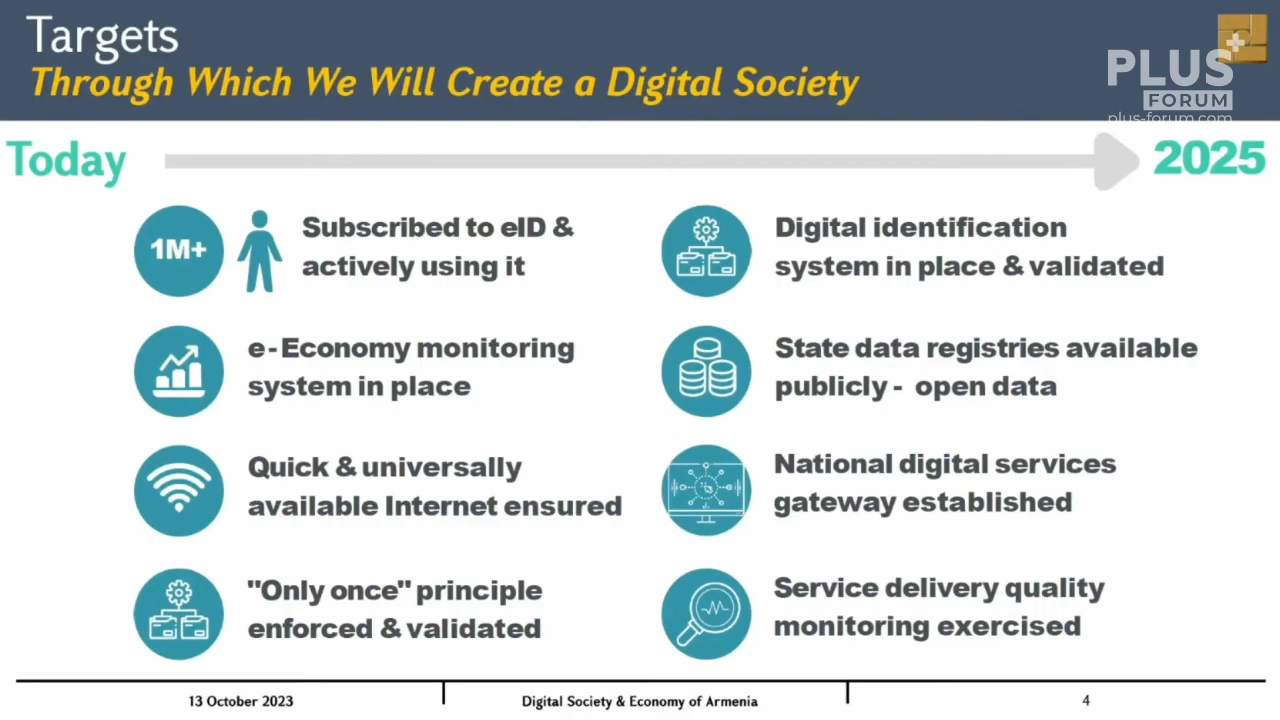 Targets
Through Which We Will Create a Digital Society
PLUS
FORUM
plus-forum.com
Today
2025
1M+
Subscribed to eID &
actively using it
Digital identification
system in place & validated
e-Economy monitoring
system in place
State data registries available
publicly - open data
Quick & universally
available Internet ensured
National digital services
gateway established
"Only once" principle
enforced & validated
Service delivery quality
monitoring exercised
13 October 2023
Digital Society & Economy of Armenia
4